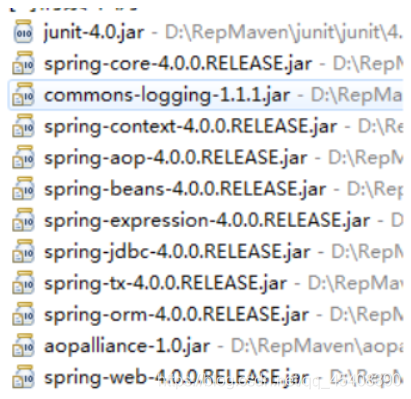 junit-4.0.jar - D:\RepMaven\junit\junit\4.
spring-core-4.0.0.RELEASE.jar - D:\RepM
commons-logging-1.1.1.jar - D:\RepMa
spring-context-4.0.0.RELEASE.jar - D:\Re
spring-aop-4.0.0.RELEASE.jar - D:\RepM
spring-beans-4.0.0.RELEASE.jar - D:\Rep
spring-expression-4.0.0.RELEASE.jar - D
spring-jdbc-4.0.0.RELEASE.jar - D:\RepM
spring-tx-4.0.0.RELEASE.jar - D:\RepMav
spring-orm-4.0.0.RELEASE.jar - D:\RepM
aopalliance-1.0.jar - D:\RepMaven\aopa
spring-web-4.0.0.RELEASE.jar - D:\RepM